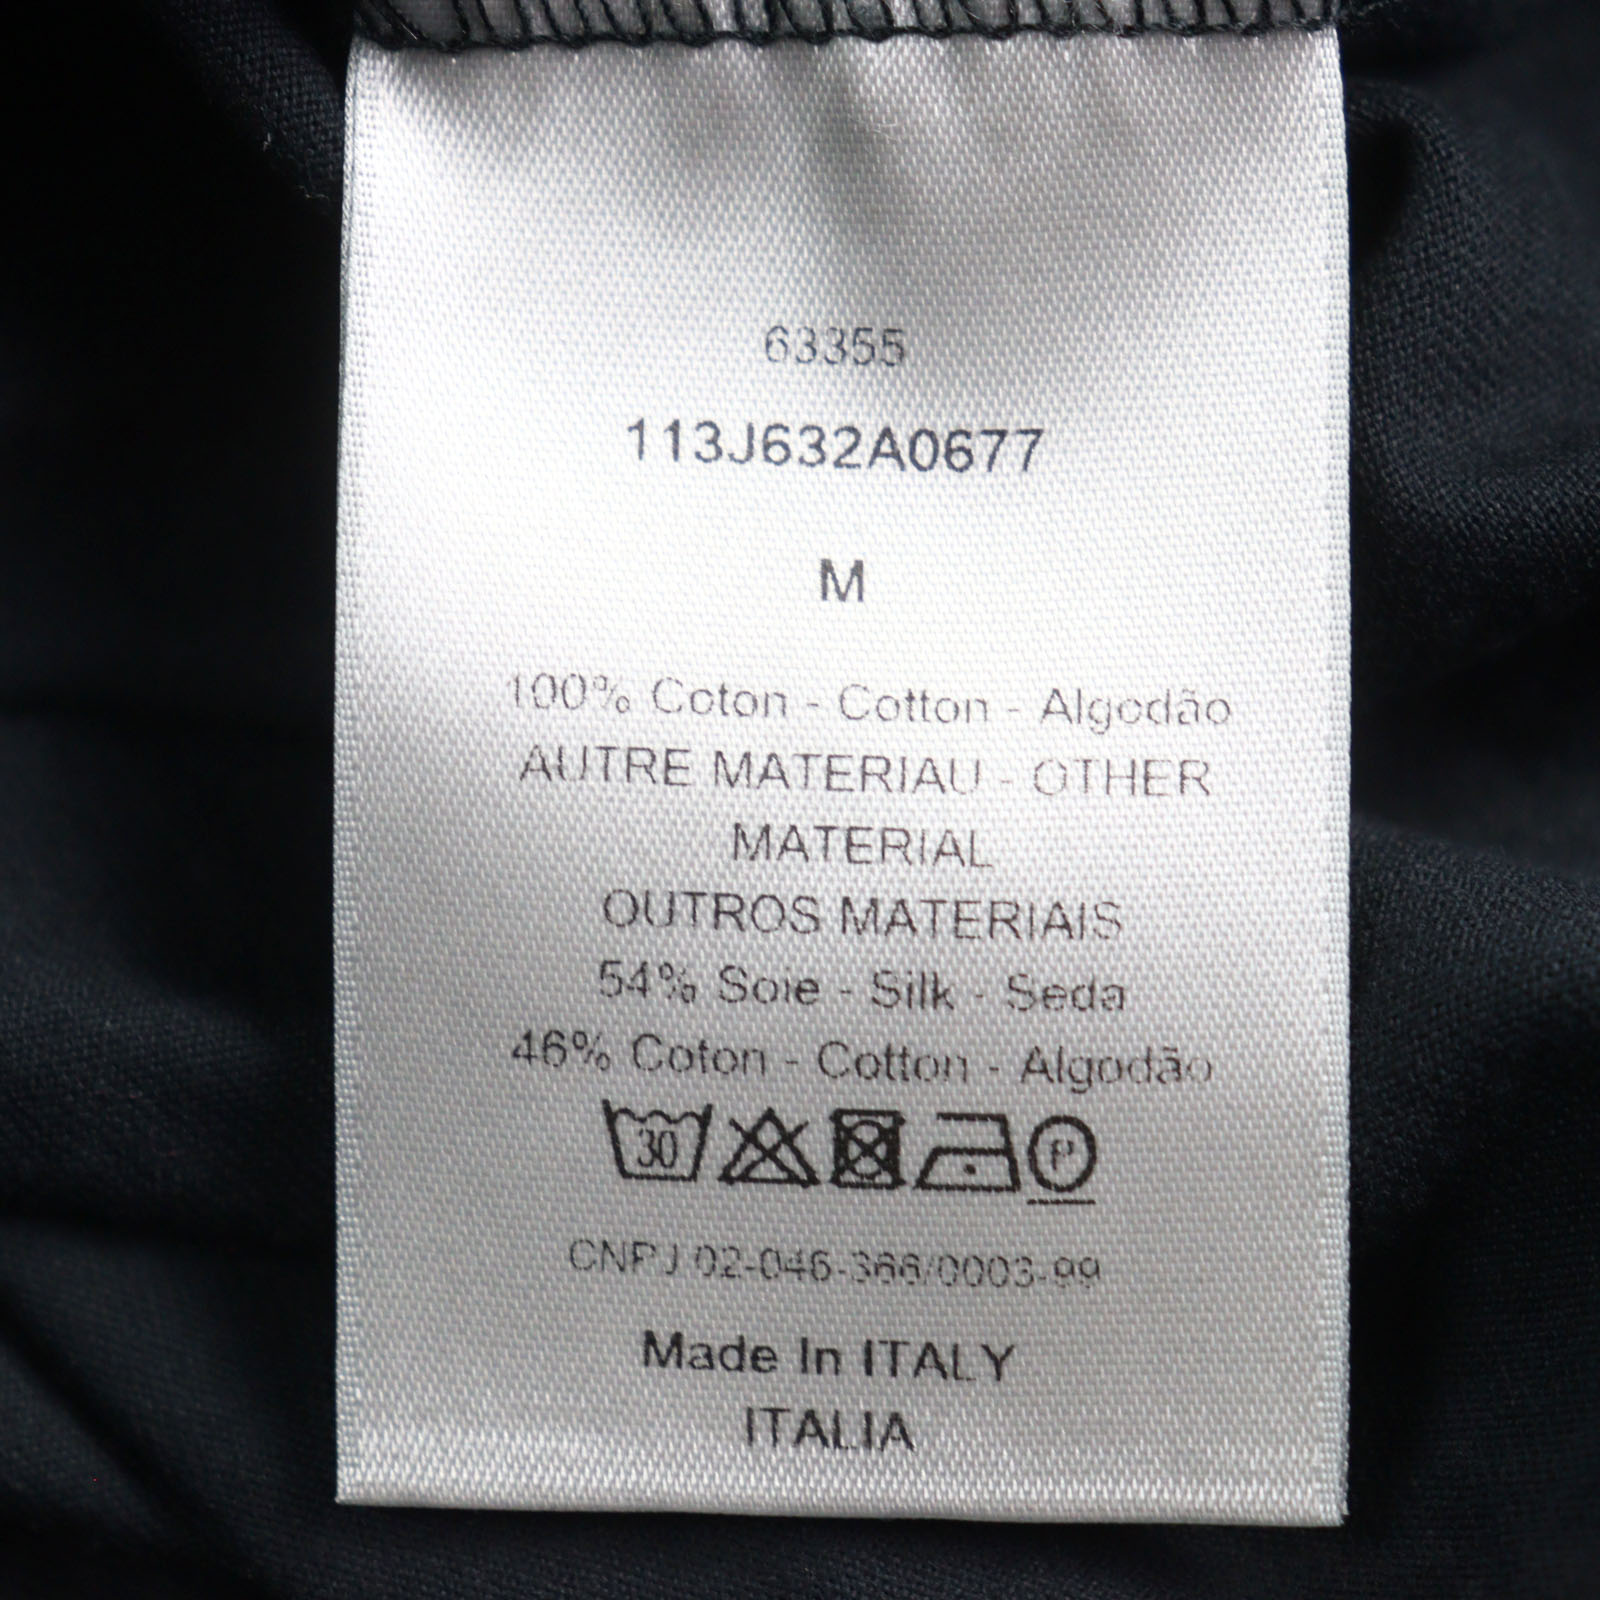 63355
113J632A0677
M
100% Coton - Cotton - Algodão
AUTRE MATERIAU - OTHER
MATERIAL
OUTROS MATERIAIS
54% Soie - Silk - Seda
46% Coton - Cotton - Algodão
30 P
CNPJ 02-046-366/0003-99
Made In ITALY
ITALIA